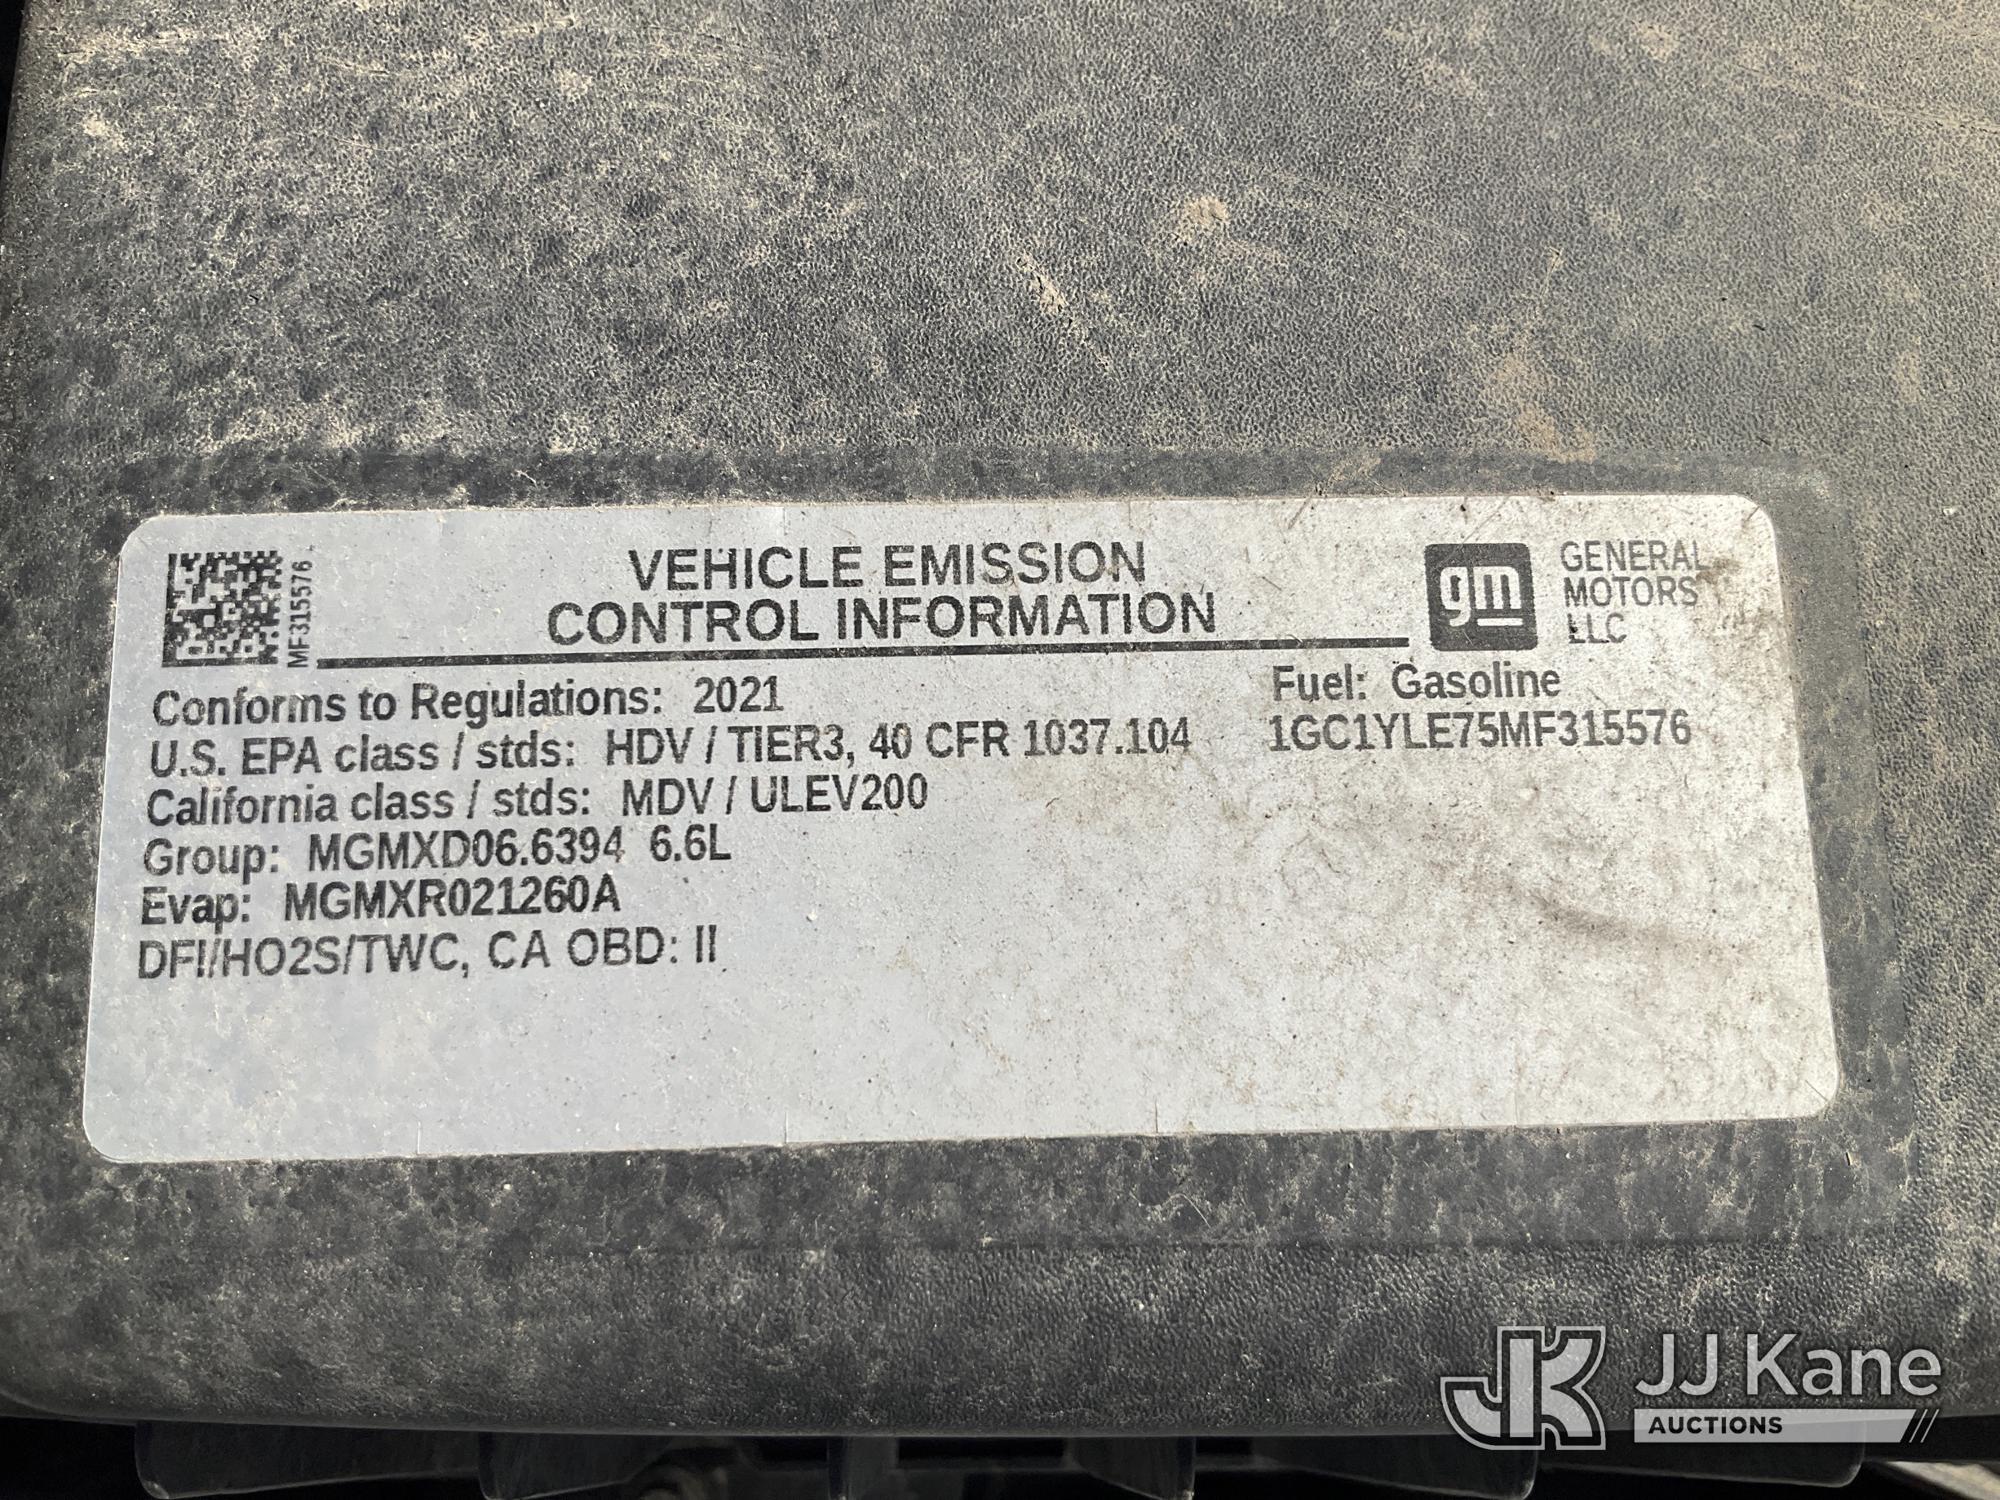 MF315576
VEHICLE EMISSION
CONTROL INFORMATION
gm
GENERAL
MOTORS
LLC
Conforms to Regulations: 2021
Fuel: Gasoline
U.S. EPA class / stds: HDV / TIER3, 40 CFR 1037.104
1GC1YLE75MF315576
California class / stds: MDV / ULEV200
Group: MGMXD06.6394 6.6L
Evap: MGMXR021260A
DFI/HO2S/TWC, CA OBD: II
JK
JJ Kane
AUCTIONS